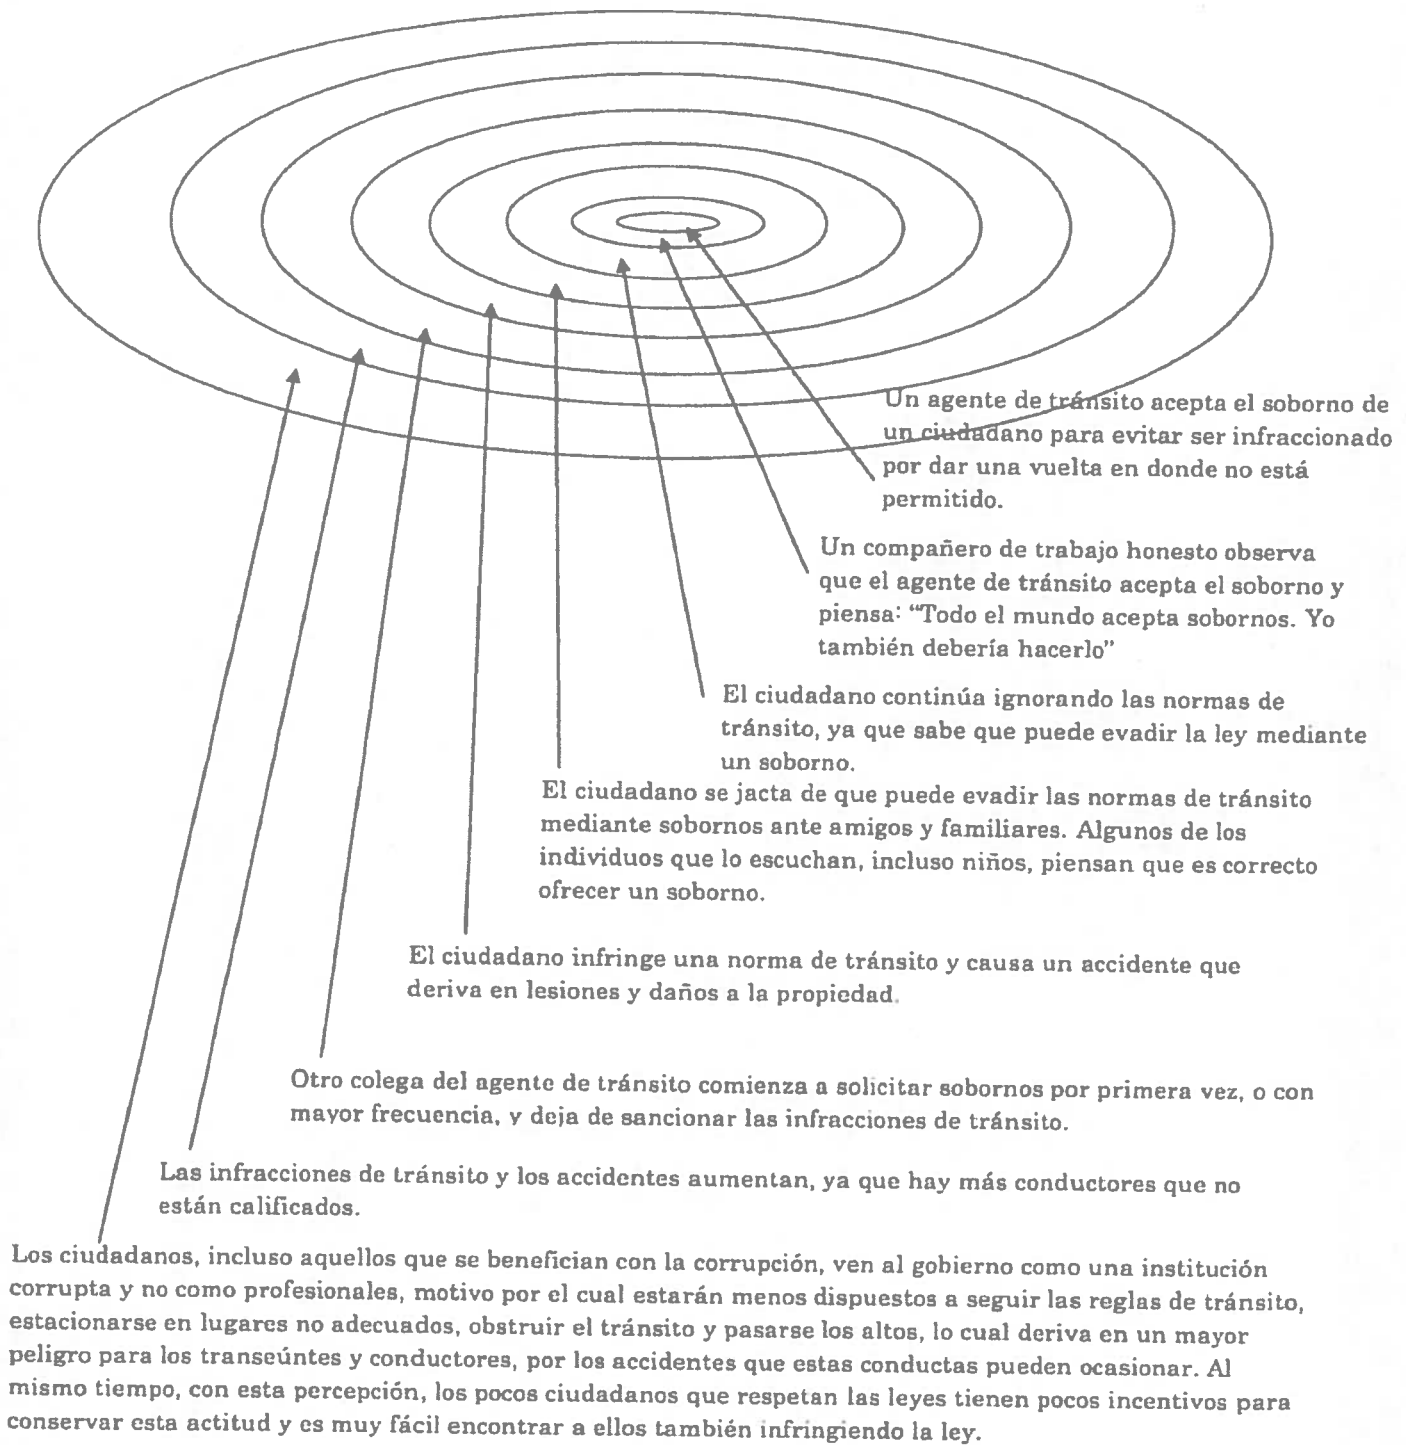 Un agente de tránsito acepta el soborno de
un ciudadano para evitar ser infraccionado
por dar una vuelta en donde no está
permitido.
Un compañero de trabajo honesto observa
que el agente de tránsito acepta el soborno y
piensa: “Todo el mundo acepta sobornos. Yo
también debería hacerlo”
El ciudadano continúa ignorando las normas de
tránsito, ya que sabe que puede evadir la ley mediante
un soborno.
El ciudadano se jacta de que puede evadir las normas de tránsito
mediante sobornos ante amigos y familiares. Algunos de los
individuos que lo escuchan, incluso niños, piensan que es correcto
ofrecer un soborno.
El ciudadano infringe una norma de tránsito y causa un accidente que
deriva en lesiones y daños a la propiedad.
Otro colega del agente de tránsito comienza a solicitar sobornos por primera vez, o con
mayor frecuencia, y deja de sancionar las infracciones de tránsito.
Las infracciones de tránsito y los accidentes aumentan, ya que hay más conductores que no
están calificados.
Los ciudadanos, incluso aquellos que se benefician con la corrupción, ven al gobierno como una institución
corrupta y no como profesionales, motivo por el cual estarán menos dispuestos a seguir las reglas de tránsito,
estacionarse en lugares no adecuados, obstruir el tránsito y pasarse los altos, lo cual deriva en un mayor
peligro para los transeúntes y conductores, por los accidentes que estas conductas pueden ocasionar. Al
mismo tiempo, con esta percepción, los pocos ciudadanos que respetan las leyes tienen pocos incentivos para
conservar esta actitud y es muy fácil encontrar a ellos también infringiendo la ley.